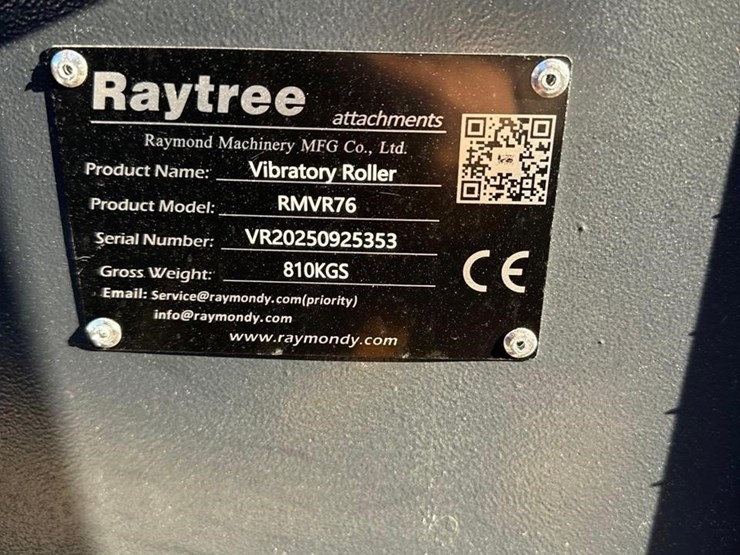 Raytree
attachments
Raymond Machinery MFG Co., Ltd.
Product Name: Vibratory Roller
Product Model: RMVR76
Serial Number: VR20250925353
Gross Weight: 810KGS
Email: Service@raymondy.com(priority)
info@raymondy.com
www.raymondy.com
CE